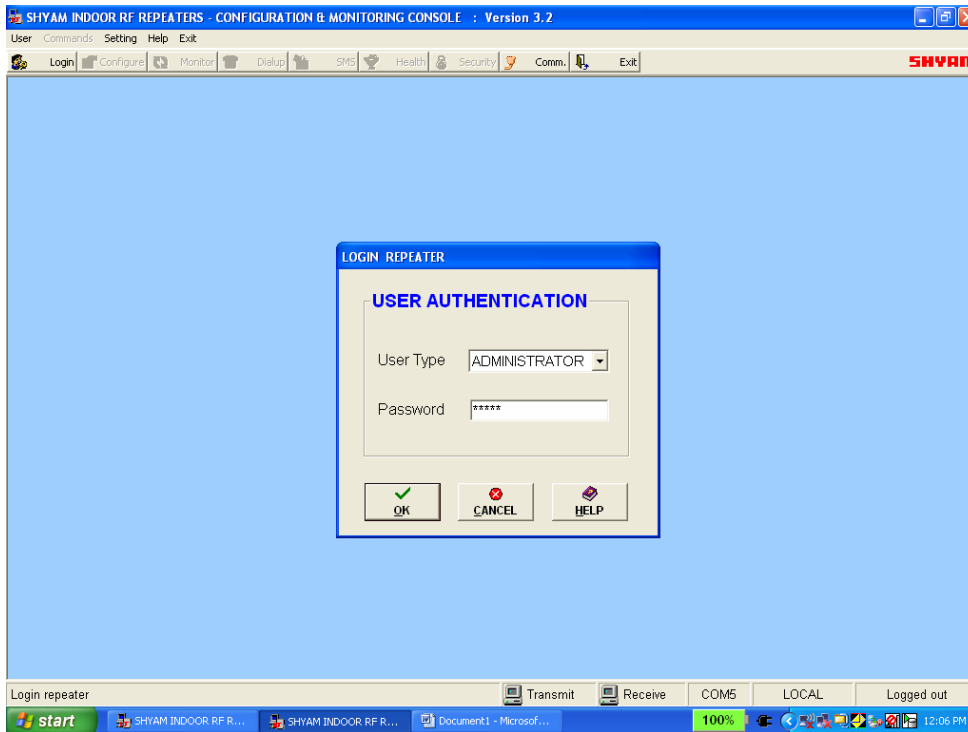 SHYAM INDOOR RF REPEATERS - CONFIGURATION & MONITORING CONSOLE : Version 3.2
User Commands Setting Help Exit
Login Configure Monitor Dialup SMS Health Security Comm. Exit
SHYAM
LOGIN REPEATER
USER AUTHENTICATION
User Type ADMINISTRATOR
Password *****
OK CANCEL HELP
Login repeater Transmit Receive COM5 LOCAL Logged out
start SHYAM INDOOR RF R... SHYAM INDOOR RF R... Document1 - Microsof... 100% 12:06 PM